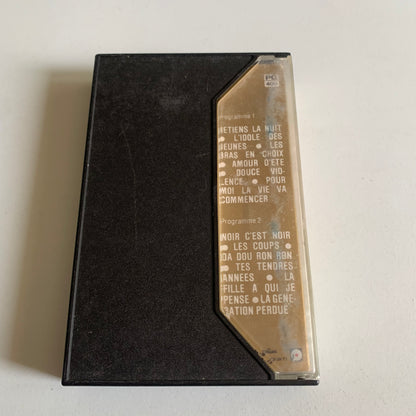 PG
Programme 1
RETIENS LA NUIT
● L'IDOLE DES
JEUNES ● LES
BRAS EN CROIX
● AMOUR D'ETE
● DOUCE VIO-
LENCE ● POUR
MOI LA VIE VA
COMMENCER
Programme 2
NOIR C'EST NOIR
● LES COUPS ●
DA DOU RON RON
● TES TENDRES
ANNEES ● LA
FILLE A QUI JE
PENSE ● LA GENE-
RATION PERDUE